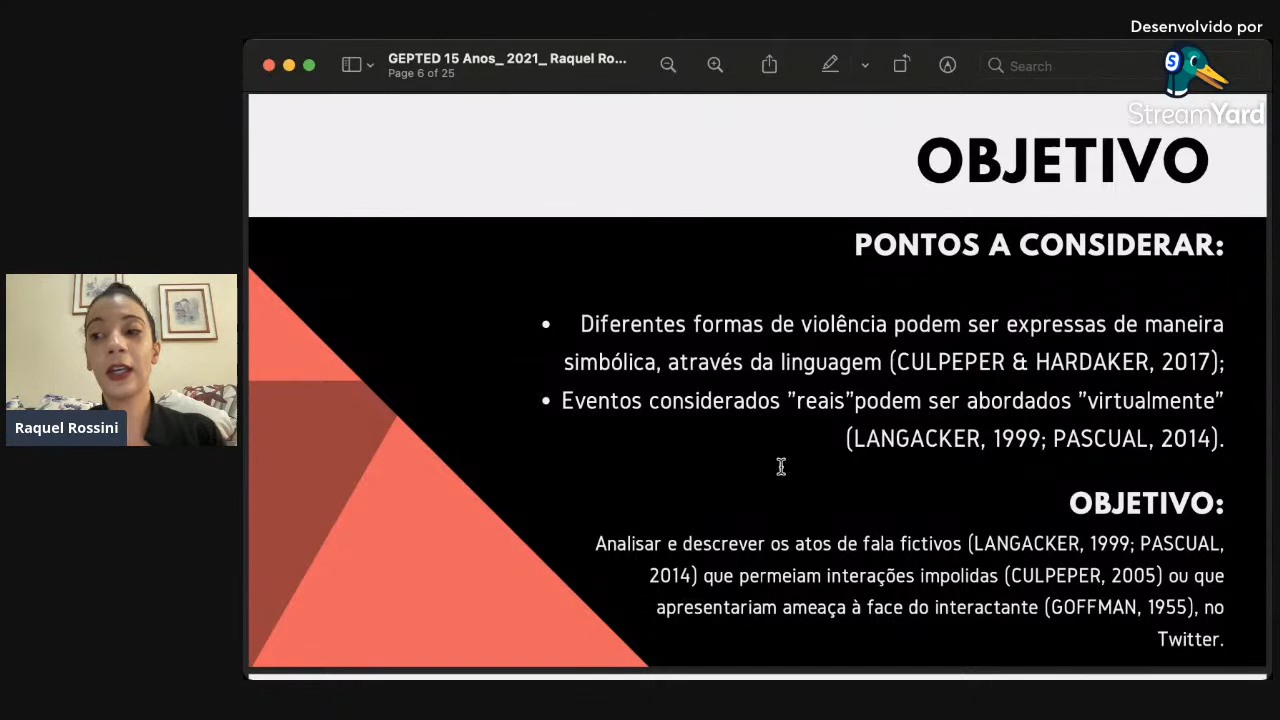 Desenvolvido por
StreamYard
GEPTED 15 Anos_ 2021_ Raquel Ro...
Page 6 of 25
Search
OBJETIVO
PONTOS A CONSIDERAR:
• Diferentes formas de violência podem ser expressas de maneira
simbólica, através da linguagem (CULPEPER & HARDAKER, 2017);
• Eventos considerados "reais"podem ser abordados "virtualmente"
(LANGACKER, 1999; PASCUAL, 2014).
OBJETIVO:
Analisar e descrever os atos de fala fictivos (LANGACKER, 1999; PASCUAL,
2014) que permeiam interações impolidas (CULPEPER, 2005) ou que
apresentariam ameaça à face do interactante (GOFFMAN, 1955), no
Twitter.
Raquel Rossini